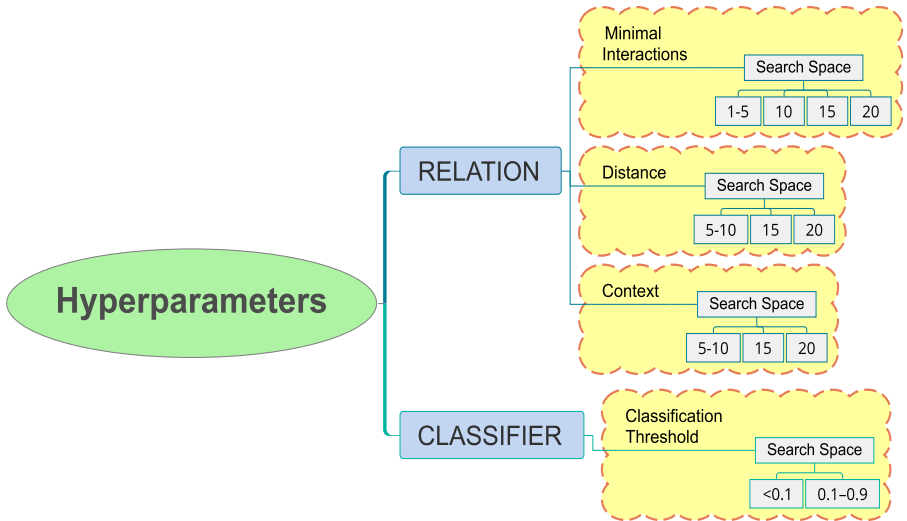 Hyperparameters
RELATION
Minimal
Interactions
Search Space
1-5 10 15 20
Distance
Search Space
5-10 15 20
Context
Search Space
5-10 15 20
CLASSIFIER
Classification
Threshold
Search Space
<0.1 0.1–0.9